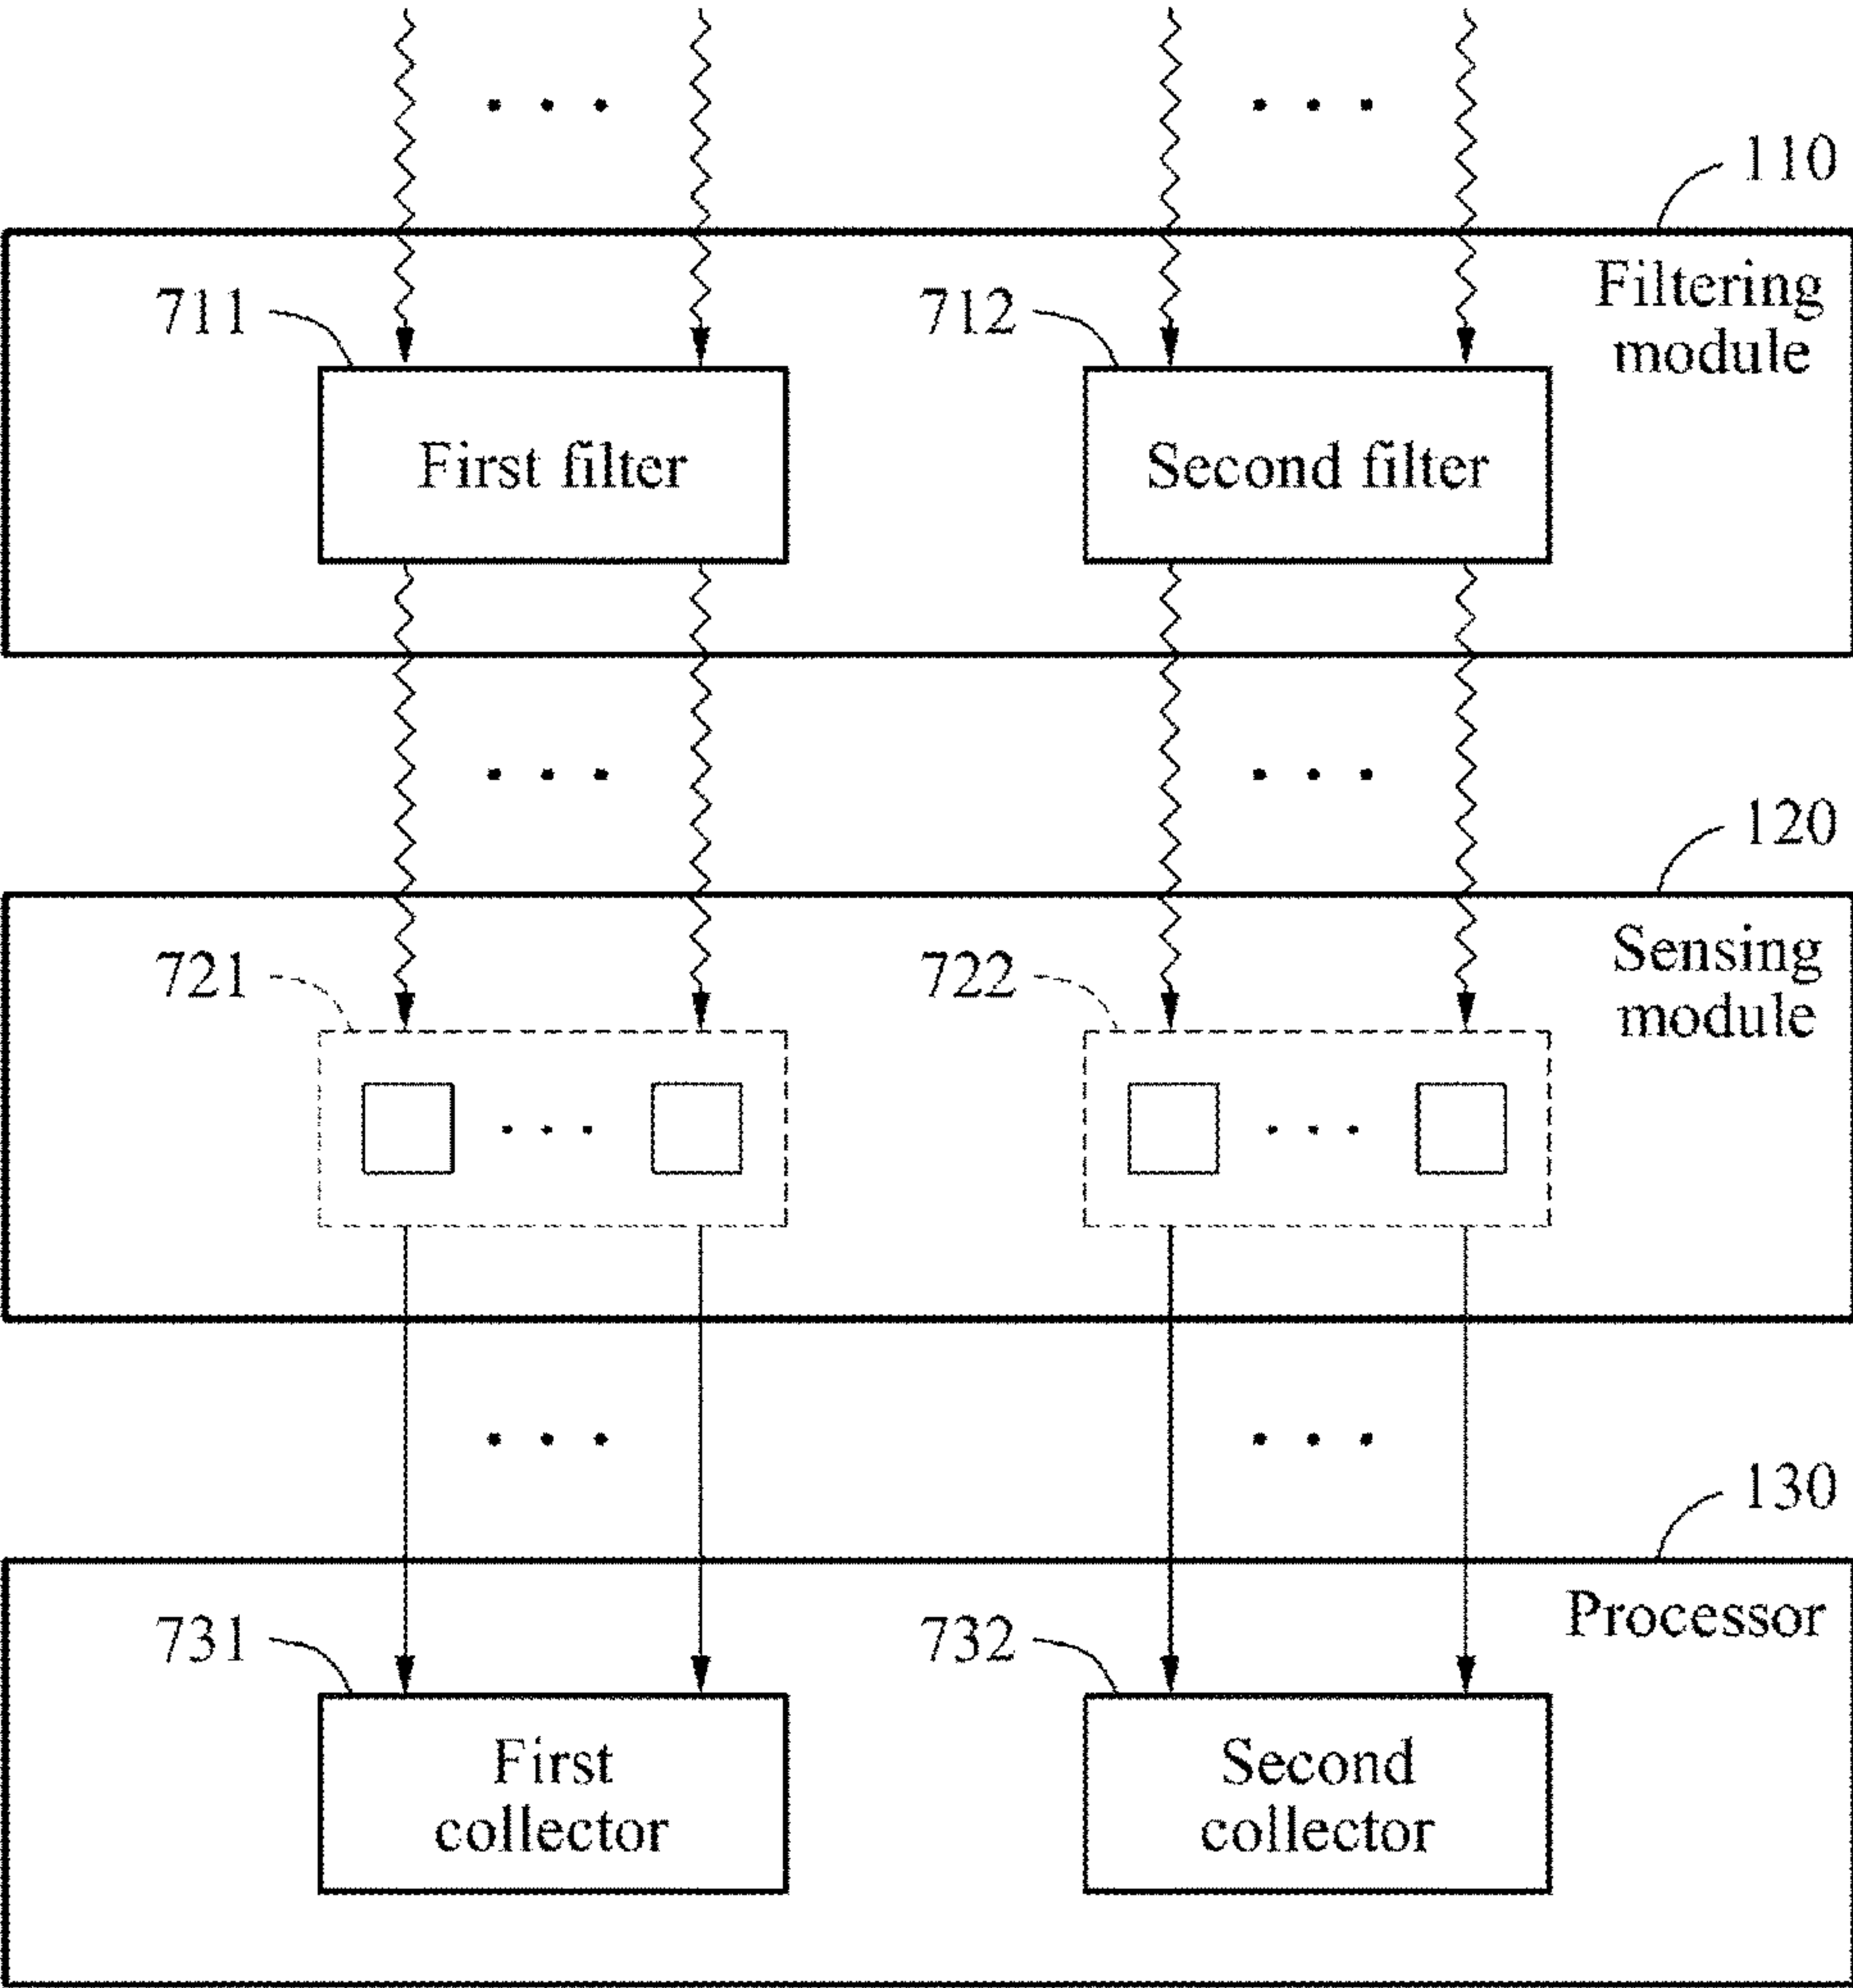 110
Filtering
module
711
712
First filter
Second filter
120
Sensing
module
721
722
130
Processor
731
732
First
collector
Second
collector